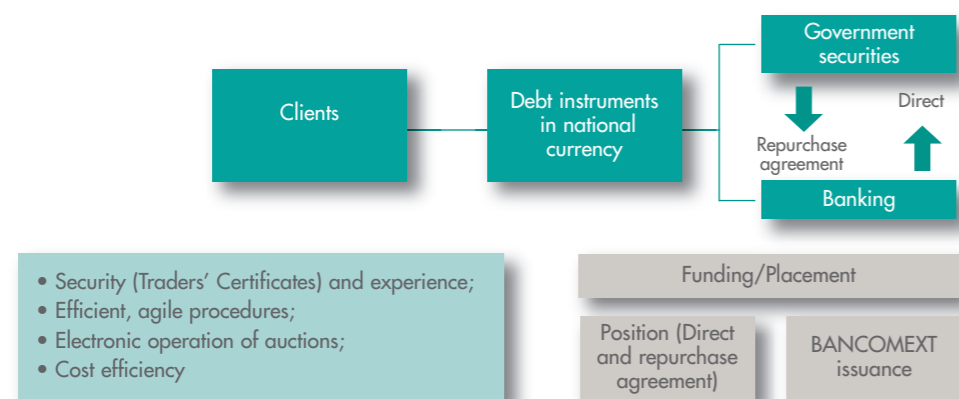 Clients
Debt instruments
in national
currency
Government
securities
Direct
Repurchase
agreement
Banking
• Security (Traders’ Certificates) and experience;
• Efficient, agile procedures;
• Electronic operation of auctions;
• Cost efficiency
Funding/Placement
Position (Direct
and repurchase
agreement)
BANCOMEXT
issuance